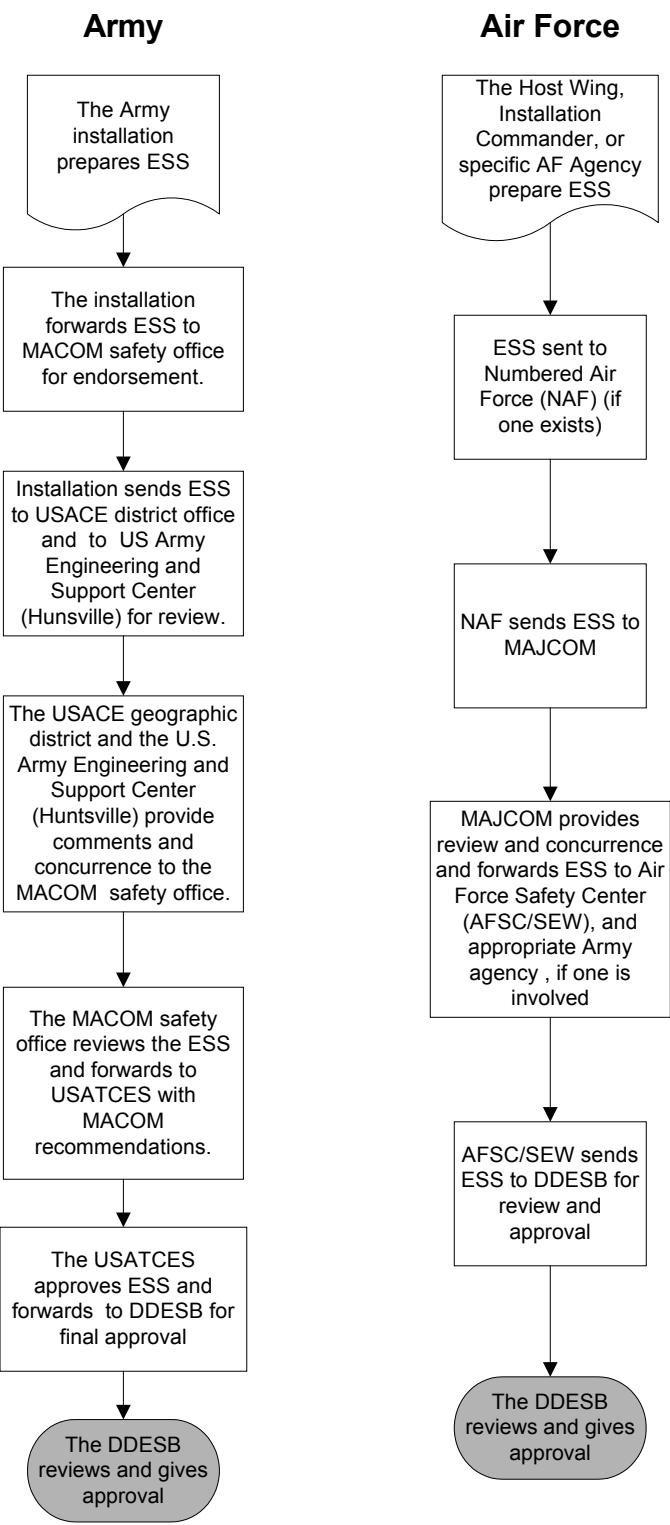 Army
The Army
installation
prepares ESS
The installation
forwards ESS to
MACOM safety office
for endorsement.
Installation sends ESS
to USACE district office
and to US Army
Engineering and
Support Center
(Hunsville) for review.
The USACE geographic
district and the U.S.
Army Engineering and
Support Center
(Huntsville) provide
comments and
concurrence to the
MACOM safety office.
The MACOM safety
office reviews the ESS
and forwards to
USATCES with
MACOM
recommendations.
The USATCES
approves ESS and
forwards to DDESB for
final approval
The DDESB
reviews and gives
approval
Air Force
The Host Wing,
Installation
Commander, or
specific AF Agency
prepare ESS
ESS sent to
Numbered Air
Force (NAF) (if
one exists)
NAF sends ESS to
MAJCOM
MAJCOM provides
review and concurrence
and forwards ESS to Air
Force Safety Center
(AFSC/SEW), and
appropriate Army
agency , if one is
involved
AFSC/SEW sends
ESS to DDESB for
review and
approval
The DDESB
reviews and gives
approval